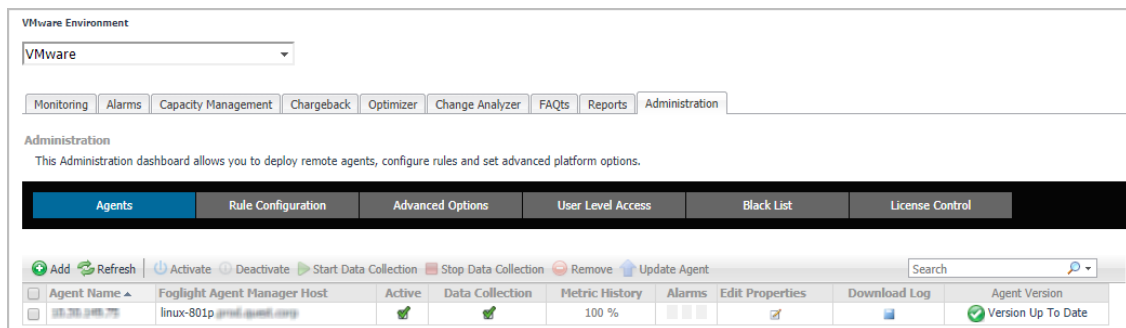 VMware Environment
VMware
Monitoring Alarms Capacity Management Chargeback Optimizer Change Analyzer FAQts Reports Administration
Administration
This Administration dashboard allows you to deploy remote agents, configure rules and set advanced platform options.
Agents Rule Configuration Advanced Options User Level Access Black List License Control
Add Refresh Activate Deactivate Start Data Collection Stop Data Collection Remove Update Agent Search
Agent Name Foglight Agent Manager Host Active Data Collection Metric History Alarms Edit Properties Download Log Agent Version
linux-801p 100 % Version Up To Date